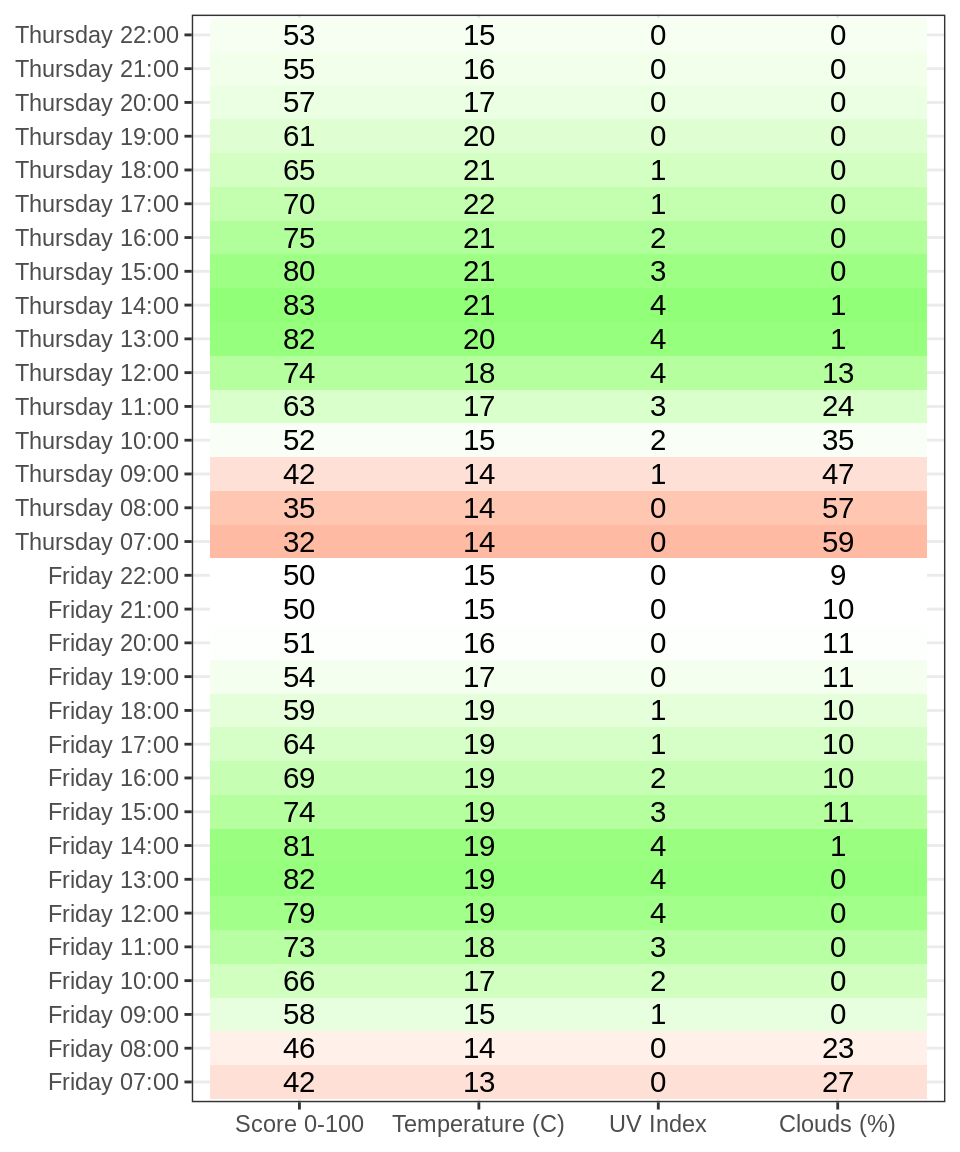 Thursday 22:00 53 15 0 0
Thursday 21:00 55 16 0 0
Thursday 20:00 57 17 0 0
Thursday 19:00 61 20 0 0
Thursday 18:00 65 21 1 0
Thursday 17:00 70 22 1 0
Thursday 16:00 75 21 2 0
Thursday 15:00 80 21 3 0
Thursday 14:00 83 21 4 1
Thursday 13:00 82 20 4 1
Thursday 12:00 74 18 4 13
Thursday 11:00 63 17 3 24
Thursday 10:00 52 15 2 35
Thursday 09:00 42 14 1 47
Thursday 08:00 35 14 0 57
Thursday 07:00 32 14 0 59
Friday 22:00 50 15 0 9
Friday 21:00 50 15 0 10
Friday 20:00 51 16 0 11
Friday 19:00 54 17 0 11
Friday 18:00 59 19 1 10
Friday 17:00 64 19 1 10
Friday 16:00 69 19 2 10
Friday 15:00 74 19 3 11
Friday 14:00 81 19 4 1
Friday 13:00 82 19 4 0
Friday 12:00 79 19 4 0
Friday 11:00 73 18 3 0
Friday 10:00 66 17 2 0
Friday 09:00 58 15 1 0
Friday 08:00 46 14 0 23
Friday 07:00 42 13 0 27
Score 0-100 Temperature (C) UV Index Clouds (%)